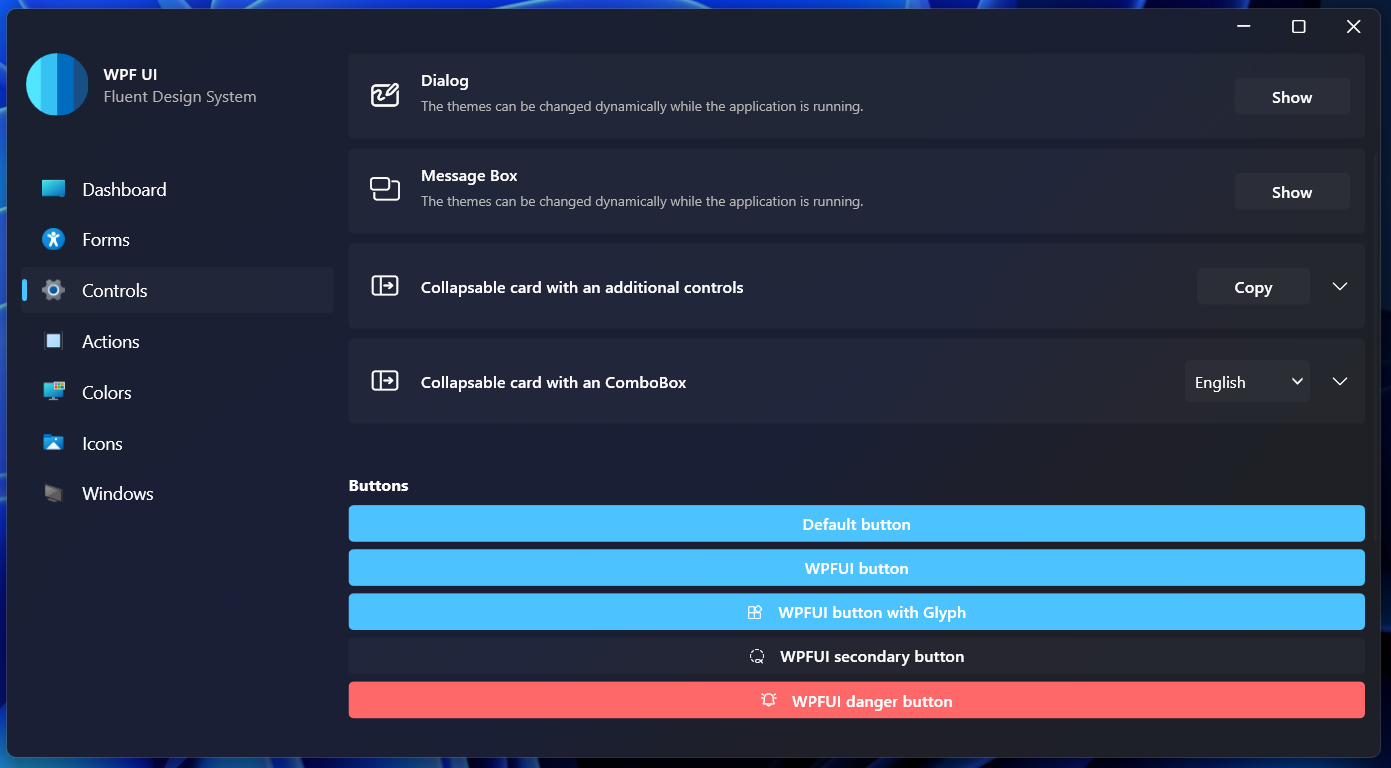 WPF UI
Fluent Design System
Dashboard
Forms
Controls
Actions
Colors
Icons
Windows
Dialog
The themes can be changed dynamically while the application is running.
Show
Message Box
The themes can be changed dynamically while the application is running.
Show
Collapsable card with an additional controls
Copy
Collapsable card with an ComboBox
English
Buttons
Default button
WPFUI button
WPFUI button with Glyph
WPFUI secondary button
WPFUI danger button